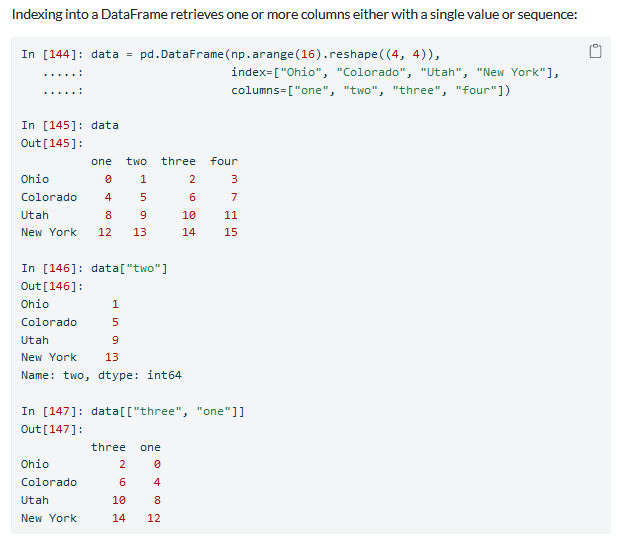 Indexing into a DataFrame retrieves one or more columns either with a single value or sequence:
In [144]: data = pd.DataFrame(np.arange(16).reshape((4, 4)),
   .....:                     index=["Ohio", "Colorado", "Utah", "New York"],
   .....:                     columns=["one", "two", "three", "four"])
In [145]: data
Out[145]:
          one  two  three  four
Ohio        0    1      2     3
Colorado    4    5      6     7
Utah        8    9     10    11
New York   12   13     14    15
In [146]: data["two"]
Out[146]:
Ohio         1
Colorado     5
Utah         9
New York    13
Name: two, dtype: int64
In [147]: data[["three", "one"]]
Out[147]:
          three  one
Ohio          2    0
Colorado      6    4
Utah         10    8
New York     14   12